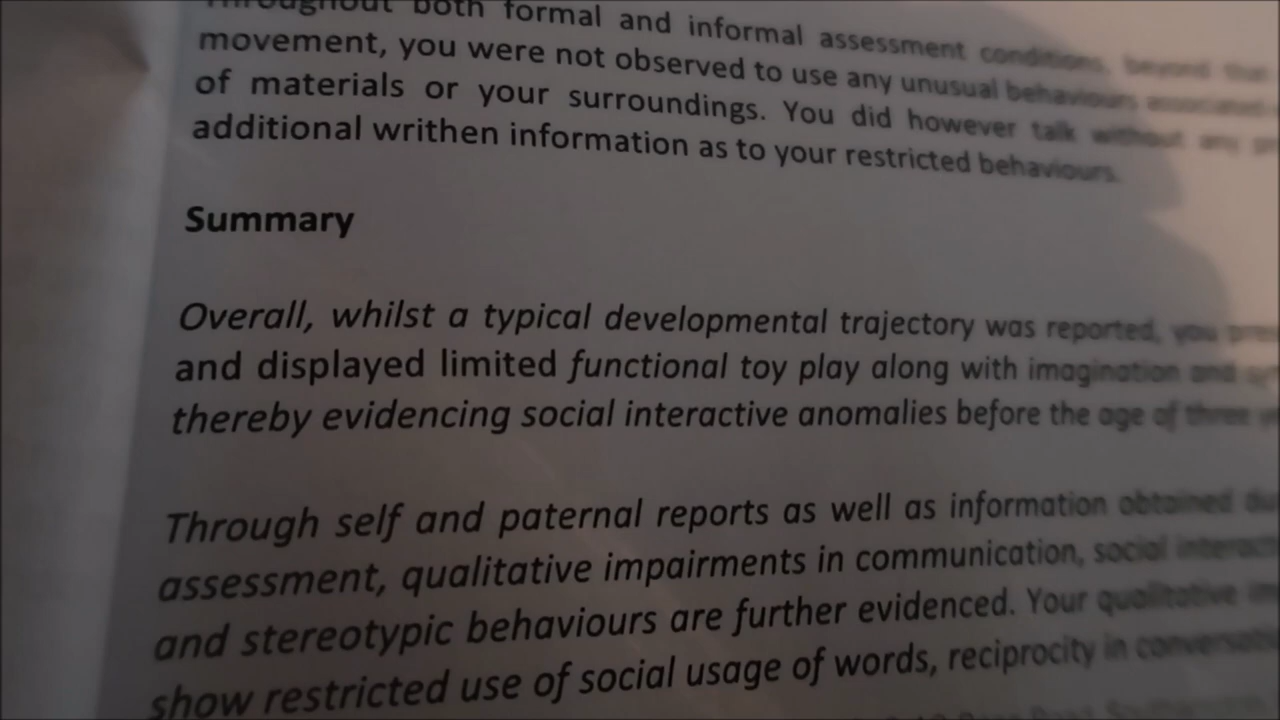 Throughout both formal and informal assessment conditions, beyond that
movement, you were not observed to use any unusual behaviours associated
of materials or your surroundings. You did however talk without any
additional writhen information as to your restricted behaviours.
Summary
Overall, whilst a typical developmental trajectory was reported, you
and displayed limited functional toy play along with imagination and
thereby evidencing social interactive anomalies before the age of three
Through self and paternal reports as well as information obtained
assessment, qualitative impairments in communication, social
and stereotypic behaviours are further evidenced. Your qualitative
show restricted use of social usage of words, reciprocity in